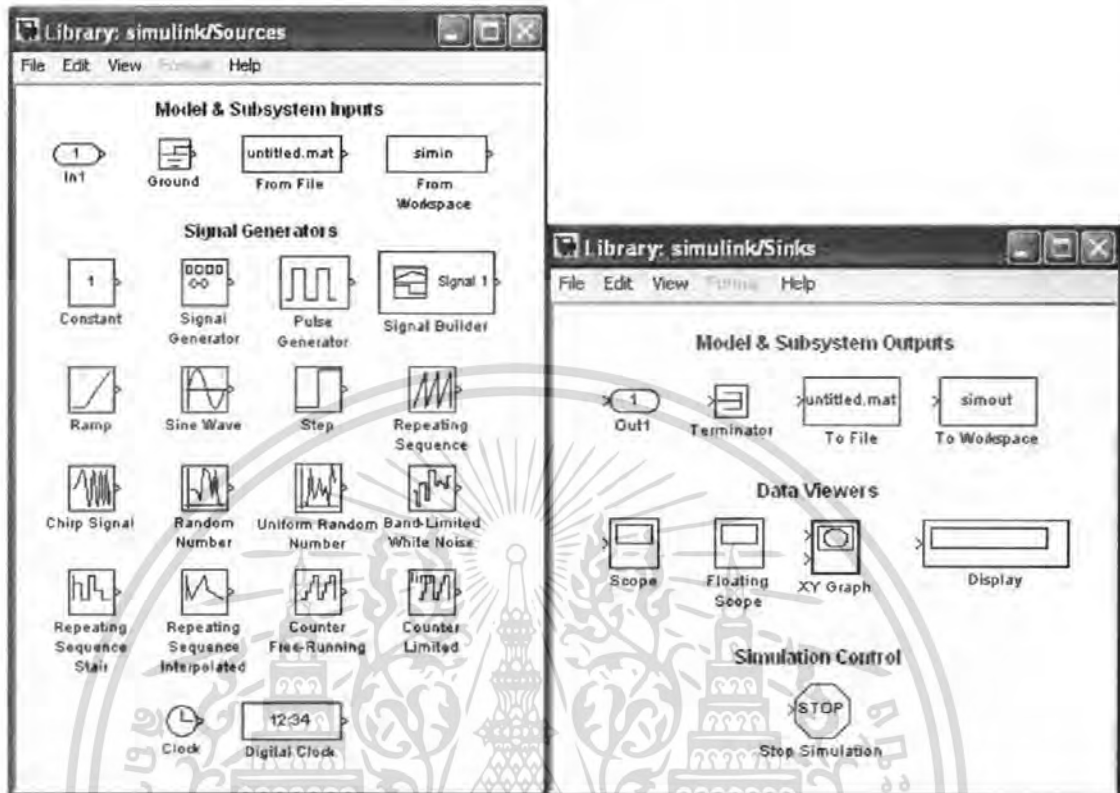 Library: simulink/Sources
File Edit View Format Help
Model & Subsystem Inputs
1
In1
Ground
untitled.mat
From File
simin
From
Workspace
Signal Generators
1
Constant
Signal
Generator
Pulse
Generator
Signal 1
Signal Builder
Ramp
Sine Wave
Step
Repeating
Sequence
Chirp Signal
Random
Number
Uniform Random
Number
Band-Limited
White Noise
Repeating
Sequence
Stair
Repeating
Sequence
Interpolated
Counter
Free-Running
lim
Counter
Limited
Clock
12:34
Digital Clock
Library: simulink/Sinks
File Edit View Format Help
Model & Subsystem Outputs
1
Out1
Terminator
untitled.mat
To File
simout
To Workspace
Data Viewers
Scope
Floating
Scope
XY Graph
Display
Simulation Control
STOP
Stop Simulation